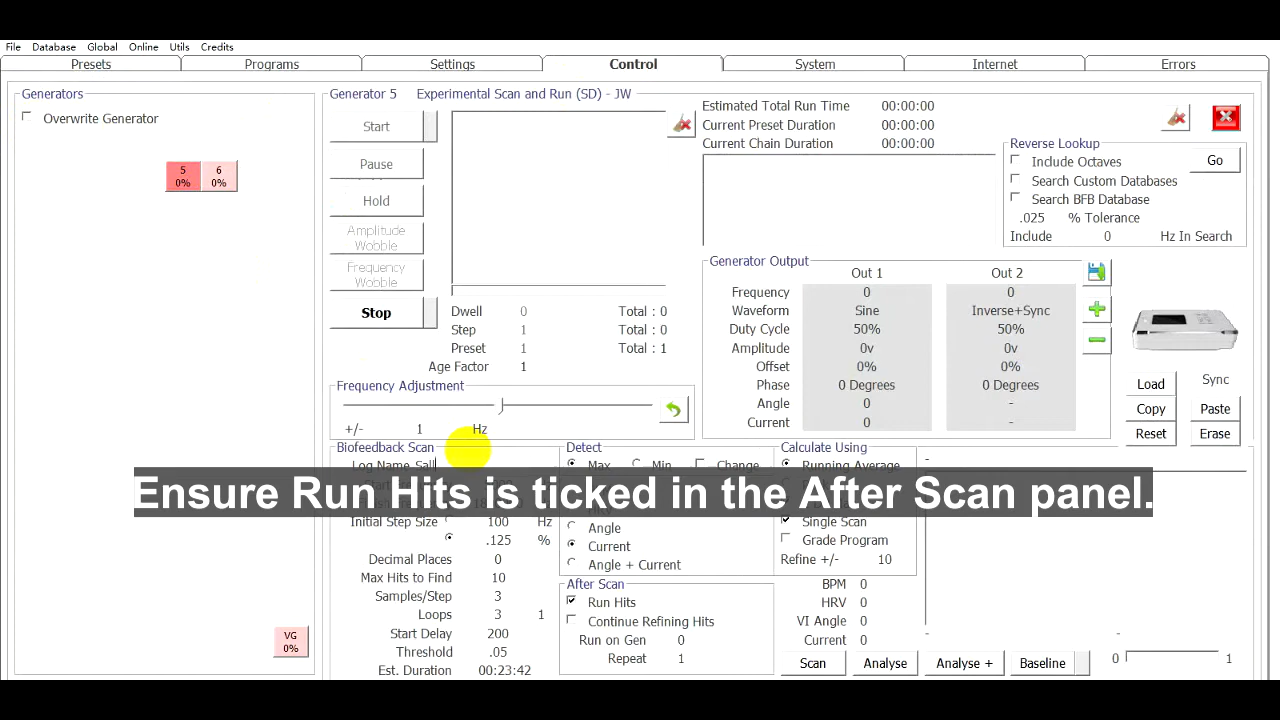 File Database Global Online Utils Credits
Presets Programs Settings Control System Internet Errors
Generators
Overwrite Generator
5 6
0% 0%
VG
0%
Generator 5 Experimental Scan and Run (SD) - JW
Start
Pause
Hold
Amplitude
Wobble
Frequency
Wobble
Stop
Dwell 0 Total : 0
Step 1 Total : 0
Preset 1 Total : 1
Age Factor 1
Frequency Adjustment
+/- 1 Hz
Estimated Total Run Time 00:00:00
Current Preset Duration 00:00:00
Current Chain Duration 00:00:00
Reverse Lookup
Include Octaves Go
Search Custom Databases
Search BFB Database
.025 % Tolerance
Include 0 Hz In Search
Generator Output
Out 1 Out 2
Frequency 0 0
Waveform Sine Inverse+Sync
Duty Cycle 50% 50%
Amplitude 0v 0v
Offset 0% 0%
Phase 0 Degrees 0 Degrees
Angle 0 -
Current 0 -
Sync
Load
Copy Paste
Reset Erase
Biofeedback Scan
Log Name Sall
Ensure Run Hits is ticked in the After Scan panel.
Initial Step Size 100 Hz
.125 %
Decimal Places 0
Max Hits to Find 10
Samples/Step 3
Loops 3 1
Start Delay 200
Threshold .05
Est. Duration 00:23:42
Detect
Max Min Change
Angle
Current
Angle + Current
After Scan
Run Hits
Continue Refining Hits
Run on Gen 0
Repeat 1
Calculate Using
Running Average
Single Scan
Grade Program
Refine +/- 10
BPM 0
HRV 0
VI Angle 0
Current 0
Scan Analyse Analyse + Baseline
-
- -
0 1